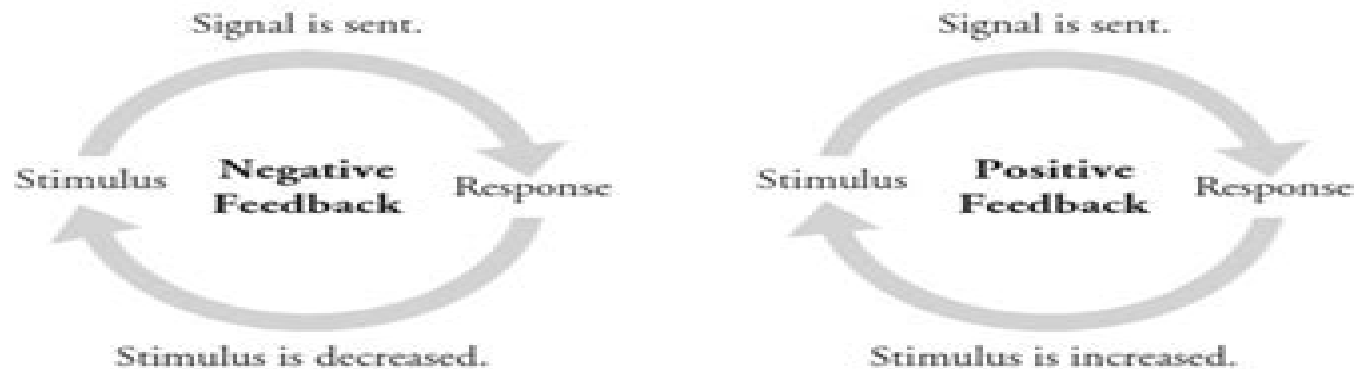 Signal is sent.
Stimulus
Negative
Feedback
Response
Stimulus is decreased.
Signal is sent.
Stimulus
Positive
Feedback
Response
Stimulus is increased.